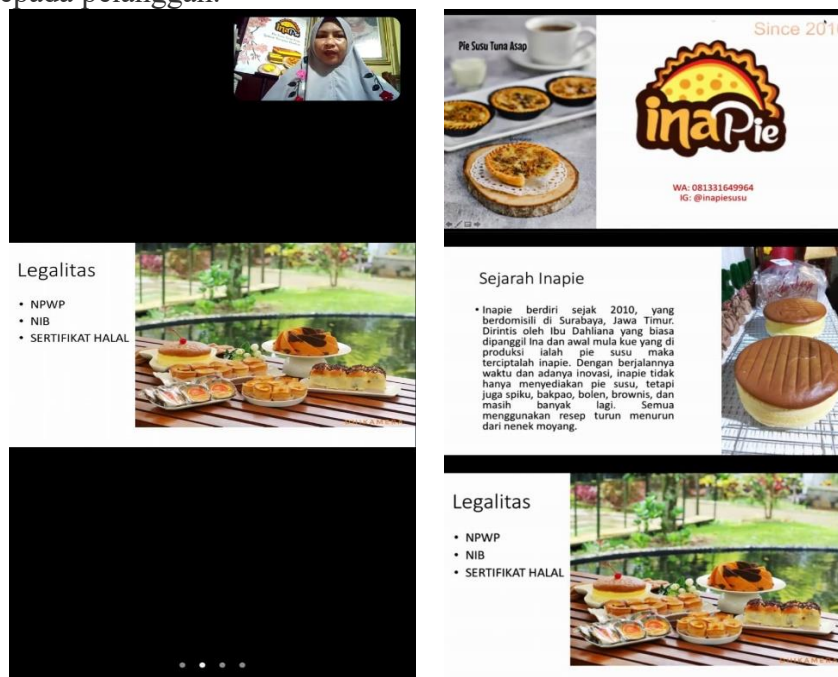 kepada pelanggan.
Legalitas
• NPWP
• NIB
• SERTIFIKAT HALAL
Pie Susu Tuna Asap
Since 2010
inaPie
WA: 081331649964
IG: @inapiesusu
Sejarah Inapie
• Inapie berdiri sejak 2010, yang
berdomisili di Surabaya, Jawa Timur.
Dirintis oleh Ibu Dahliana yang biasa
dipanggil Ina dan awal mula kue yang di
produksi ialah pie susu maka
terciptalah inapie. Dengan berjalannya
waktu dan adanya inovasi, inapie tidak
hanya menyediakan pie susu, tetapi
juga spiku, bakpao, bolen, brownis, dan
masih banyak lagi. Semua
menggunakan resep turun menurun
dari nenek moyang.
Legalitas
• NPWP
• NIB
• SERTIFIKAT HALAL